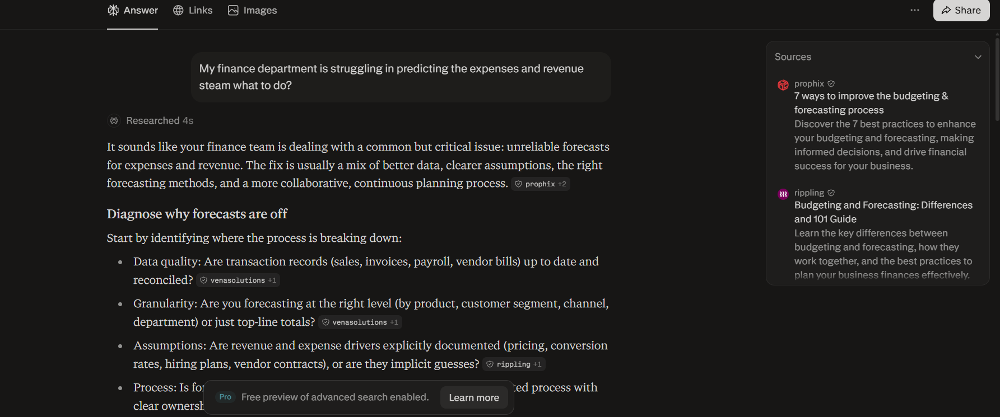 Answer
Links
Images
Share
My finance department is struggling in predicting the expenses and revenue
steam what to do?
Researched 4s
It sounds like your finance team is dealing with a common but critical issue: unreliable forecasts
for expenses and revenue. The fix is usually a mix of better data, clearer assumptions, the right
forecasting methods, and a more collaborative, continuous planning process. prophix +2
Diagnose why forecasts are off
Start by identifying where the process is breaking down:
• Data quality: Are transaction records (sales, invoices, payroll, vendor bills) up to date and
reconciled? venasolutions +1
• Granularity: Are you forecasting at the right level (by product, customer segment, channel,
department) or just top-line totals? venasolutions +1
• Assumptions: Are revenue and expense drivers explicitly documented (pricing, conversion
rates, hiring plans, vendor contracts), or are they implicit guesses? rippling +1
• Process: Is process with
clear
Pro Free preview of advanced search enabled. Learn more
Sources
prophix
7 ways to improve the budgeting &
forecasting process
Discover the 7 best practices to enhance
your budgeting and forecasting, making
informed decisions, and drive financial
success for your business.
rippling
Budgeting and Forecasting: Differences
and 101 Guide
Learn the key differences between
budgeting and forecasting, how they
work together, and the best practices to
plan your business finances effectively.